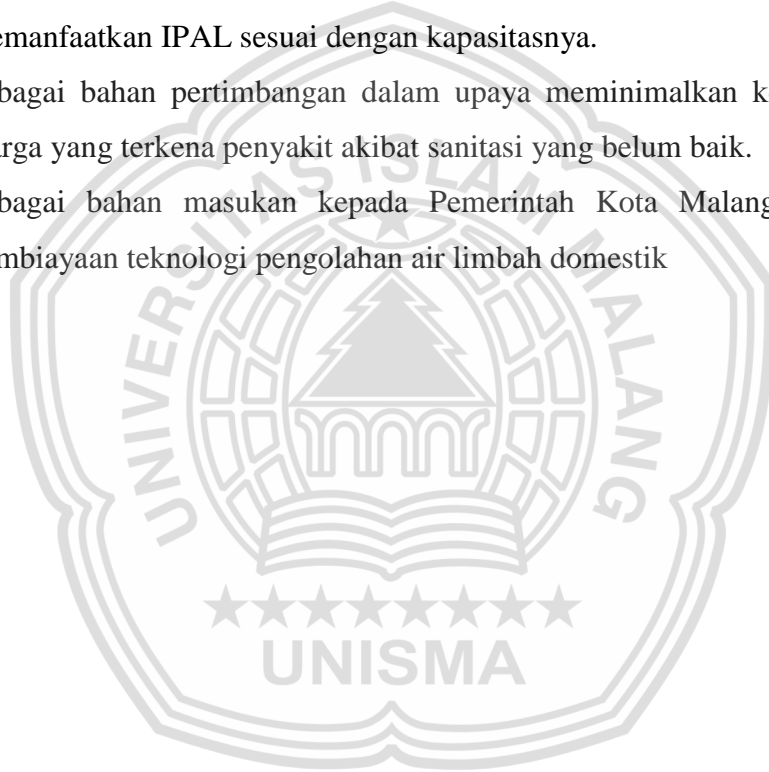 emanfaatkan IPAL sesuai dengan kapasitasnya.
bagai bahan pertimbangan dalam upaya meminimalkan k
arga yang terkena penyakit akibat sanitasi yang belum baik.
bagai bahan masukan kepada Pemerintah Kota Malang
mbiayaan teknologi pengolahan air limbah domestik
UNIVERSITAS ISLAM MALANG
UNISMA